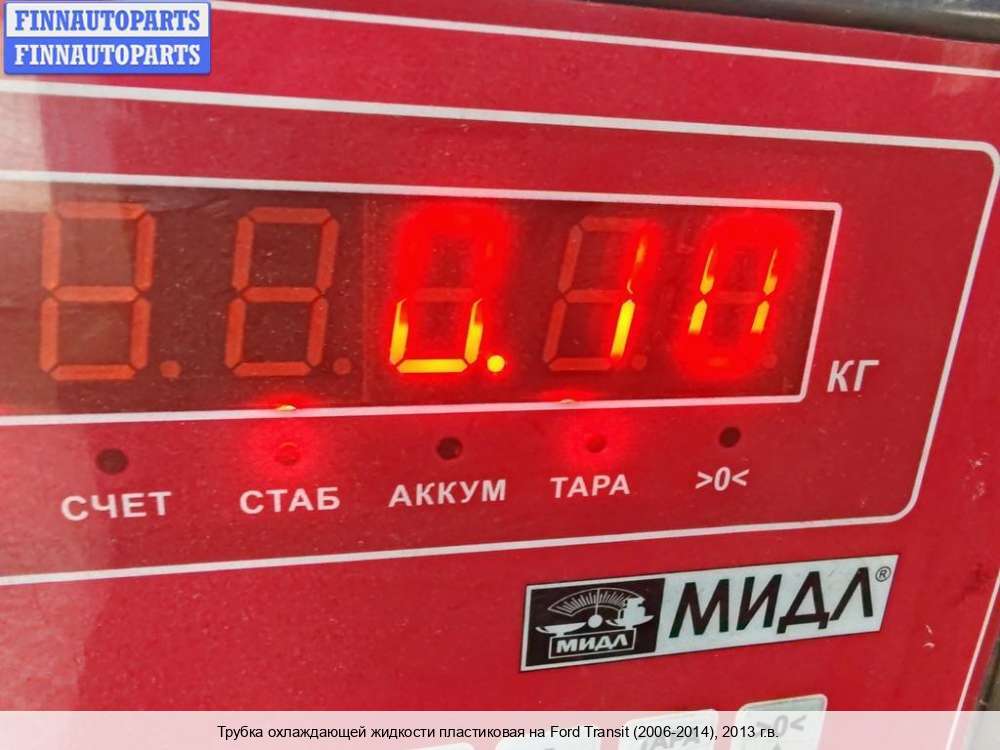 FINNAUTOPARTS
FINNAUTOPARTS
КГ
СЧЕТ СТАБ АККУМ ТАРА >0<
МИДЛ МИДЛ®
ТАРА >0<
Трубка охлаждающей жидкости пластиковая на Ford Transit (2006-2014), 2013 г.в.